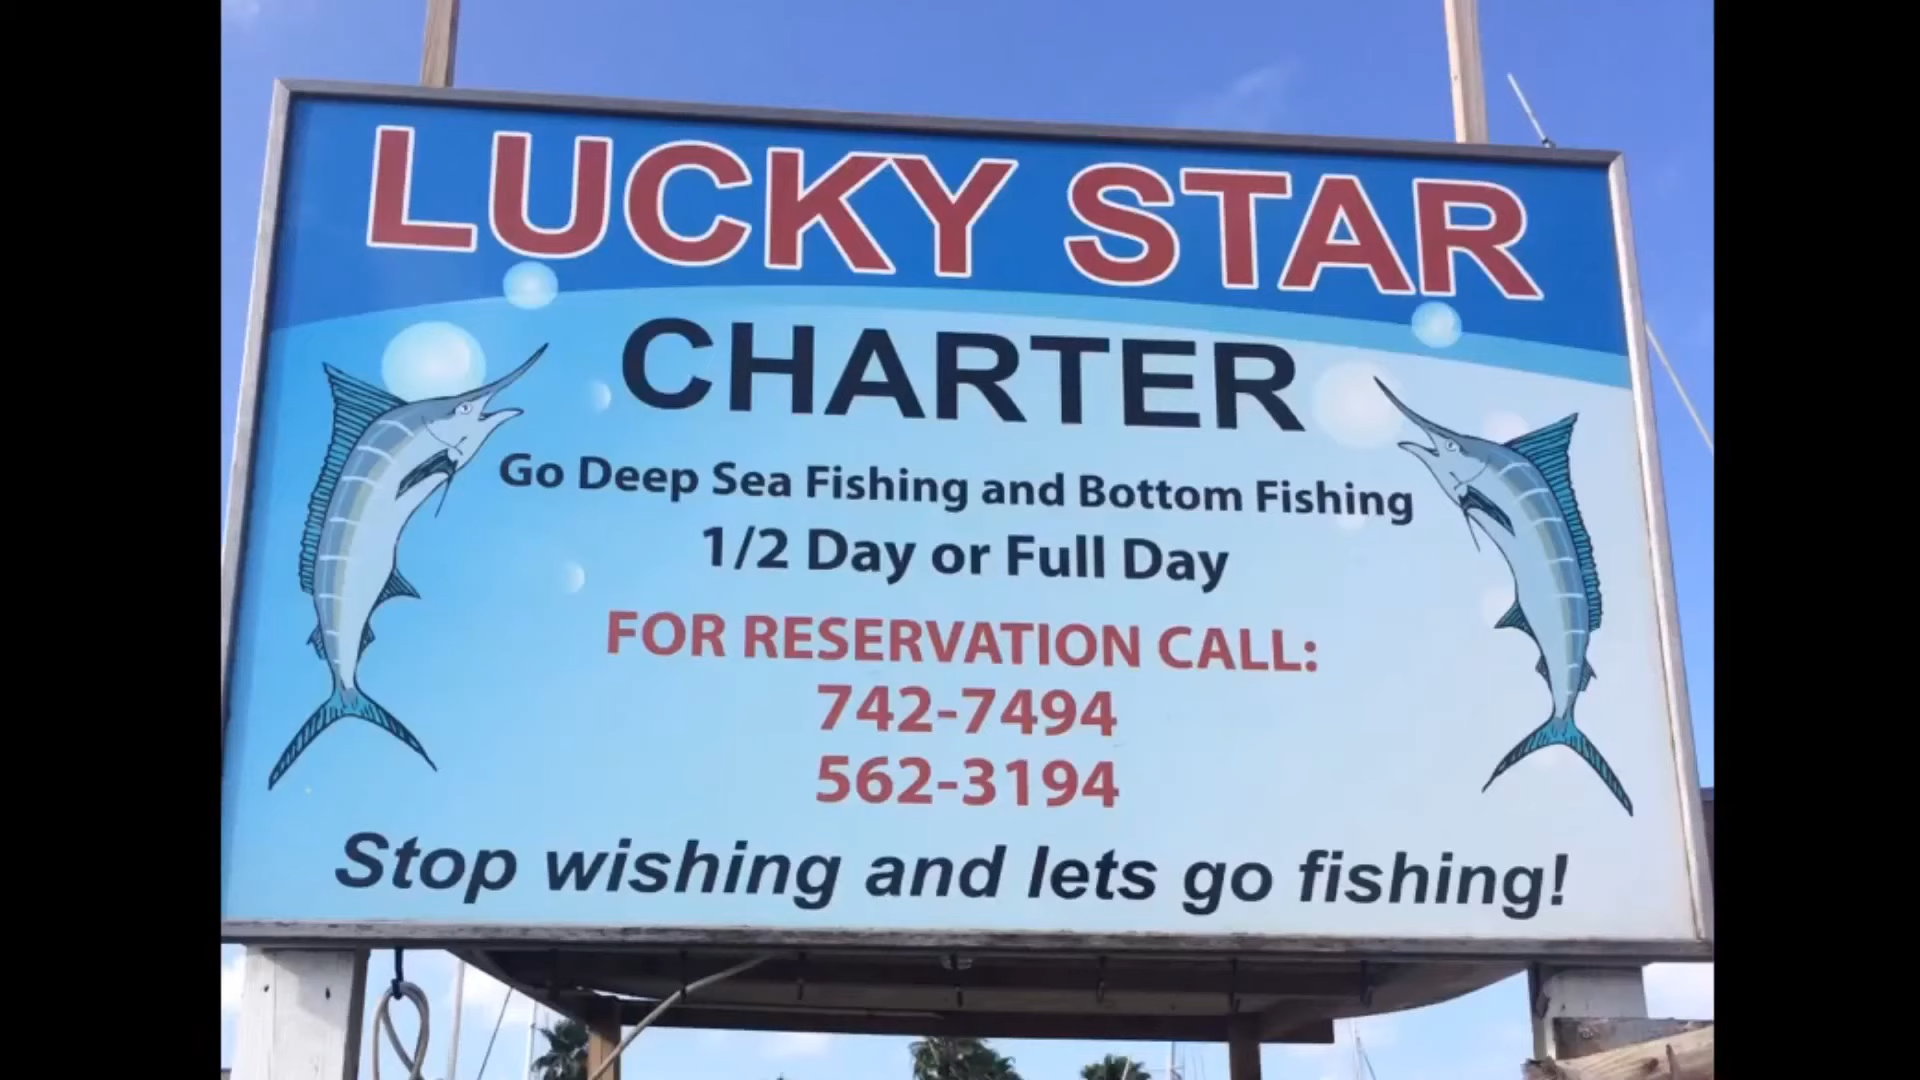 LUCKY STAR
CHARTER
Go Deep Sea Fishing and Bottom Fishing
1/2 Day or Full Day
FOR RESERVATION CALL:
742-7494
562-3194
Stop wishing and lets go fishing!